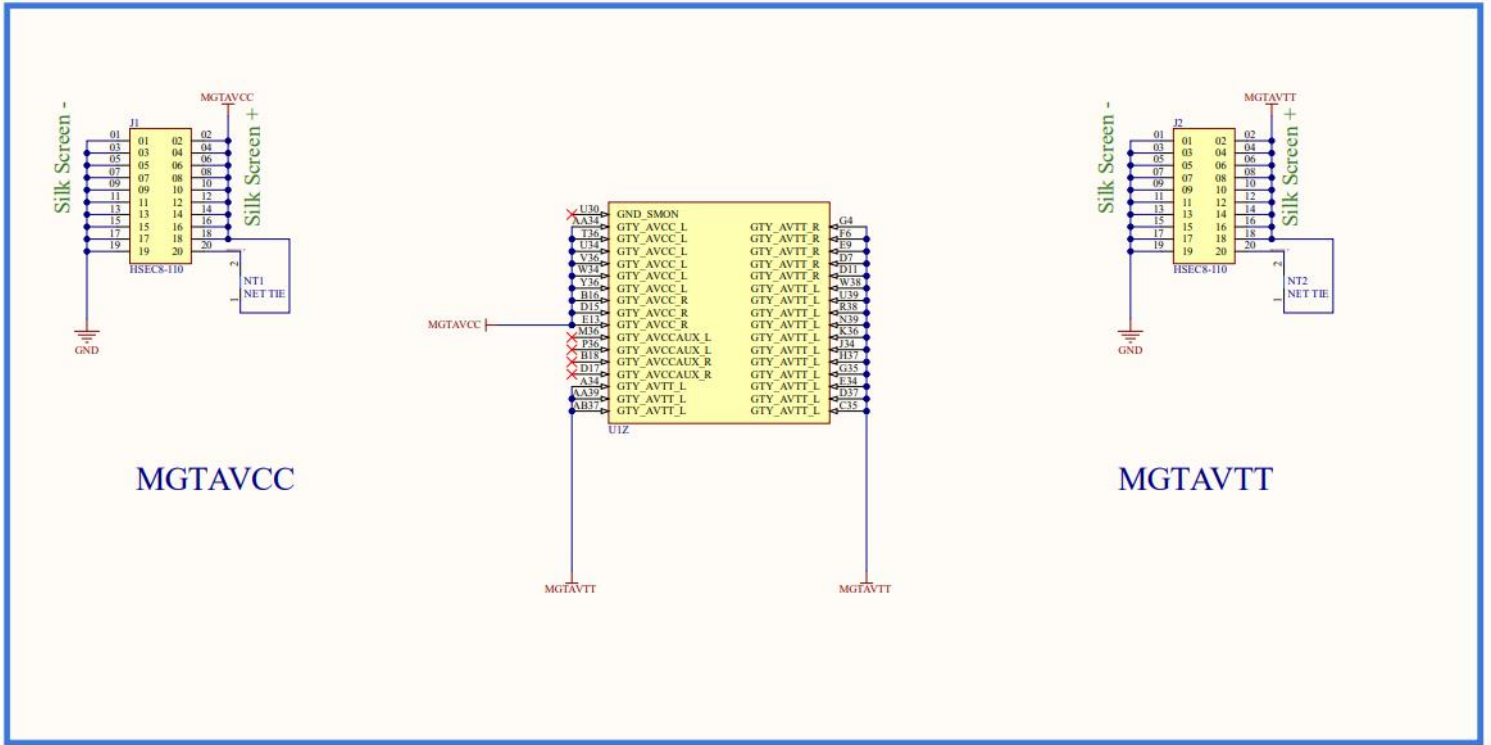 MGTAVCC
J1
Silk Screen -
Silk Screen +
01 01 02 02
03 03 04 04
05 05 06 06
07 07 08 08
09 09 10 10
11 11 12 12
13 13 14 14
15 15 16 16
17 17 18 18
19 19 20 20
HSEC8-110
2
NT1
1 NET TIE
GND
MGTAVCC
MGTAVCC
U30 GND_SMON
AA34 GTY_AVCC_L GTY_AVTT_R G4
T36 GTY_AVCC_L GTY_AVTT_R F6
U34 GTY_AVCC_L GTY_AVTT_R E9
V36 GTY_AVCC_L GTY_AVTT_R D7
W34 GTY_AVCC_L GTY_AVTT_R D11
Y36 GTY_AVCC_L GTY_AVTT_L W38
B16 GTY_AVCC_R GTY_AVTT_L U39
D15 GTY_AVCC_R GTY_AVTT_L R38
E13 GTY_AVCC_R GTY_AVTT_L N39
M36 GTY_AVCCAUX_L GTY_AVTT_L K36
P36 GTY_AVCCAUX_L GTY_AVTT_L J34
B18 GTY_AVCCAUX_R GTY_AVTT_L H37
D17 GTY_AVCCAUX_R GTY_AVTT_L G35
A34 GTY_AVTT_L GTY_AVTT_L E34
AA39 GTY_AVTT_L GTY_AVTT_L D37
AB37 GTY_AVTT_L GTY_AVTT_L C35
U1Z
MGTAVTT
MGTAVTT
MGTAVTT
J2
Silk Screen -
Silk Screen +
01 01 02 02
03 03 04 04
05 05 06 06
07 07 08 08
09 09 10 10
11 11 12 12
13 13 14 14
15 15 16 16
17 17 18 18
19 19 20 20
HSEC8-110
2
NT2
1 NET TIE
GND
MGTAVTT